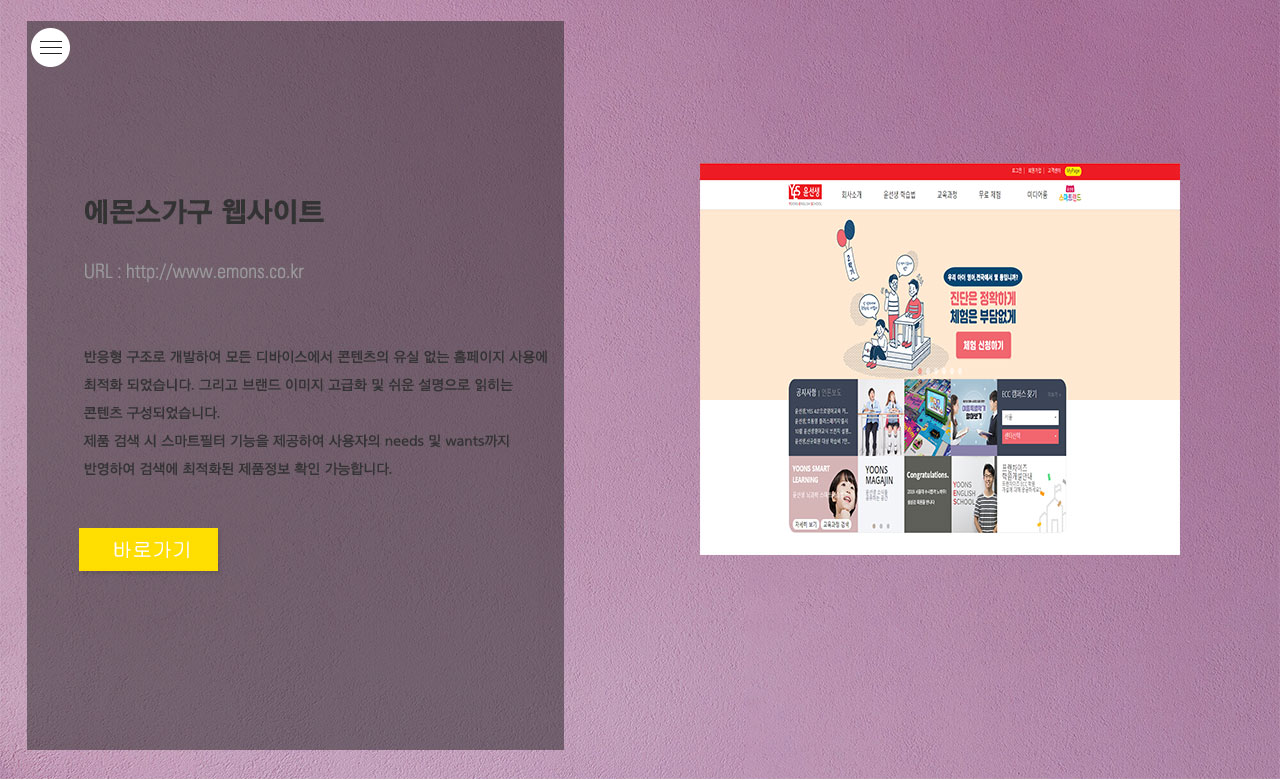 에몬스가구 웹사이트
URL : http://www.emons.co.kr
반응형 구조로 개발하여 모든 디바이스에서 콘텐츠의 유실 없는 홈페이지 사용에
최적화 되었습니다. 그리고 브랜드 이미지 고급화 및 쉬운 설명으로 읽히는
콘텐츠 구성되었습니다.
제품 검색 시 스마트필터 기능을 제공하여 사용자의 needs 및 wants까지
반영하여 검색에 최적화된 제품정보 확인 가능합니다.
바로가기
로그인 | 회원가입 | 고객센터 MyPage
윤선생 회사소개 윤선생 학습법 교육과정 무료 체험 미디어룸
스마트랜드
우리 아이 영어, 전국에서 몇 등입니까?
진단은 정확하게
체험은 부담없게
체험 신청하기
공지사항 | 언론보도
ECC 캠퍼스 찾기
서울
센터선택
YOONS SMART
LEARNING
자세히 보기 교육과정 검색
YOONS
MAGAJIN
Congratulations.
YOONS
ENGLISH
SCHOOL
프랜차이즈
학원개설안내